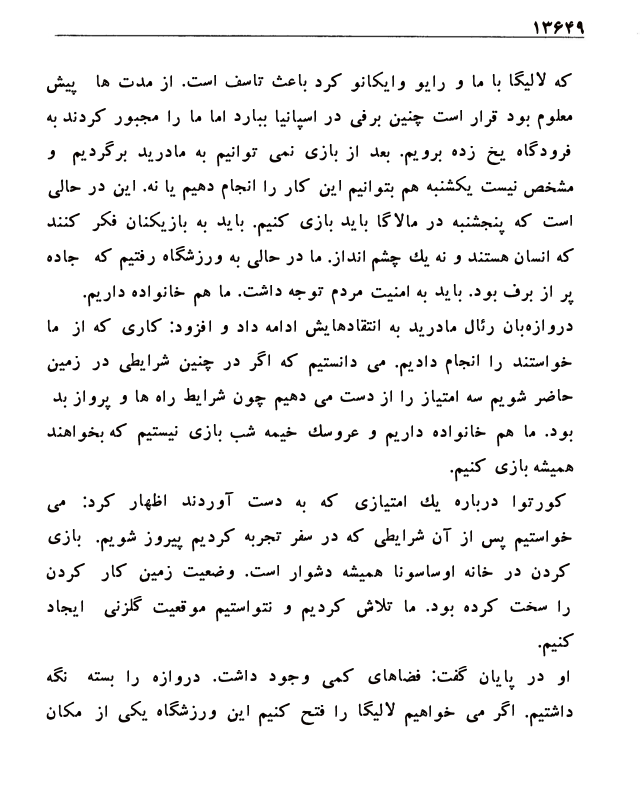 ۱۳۶۴۹
که لالیگا با ما و رایو وایکانو کرد باعث تاسف است. از مدت ها پیش
معلوم بود قرار است چنین برفی در اسپانیا ببارد اما ما را مجبور کردند به
فرودگاه یخ زده برویم. بعد از بازی نمی توانیم به مادرید برگردیم و
مشخص نیست یکشنبه هم بتوانیم این کار را انجام دهیم یا نه. این در حالی
است که پنجشنبه در مالاگا باید بازی کنیم. باید به بازیکنان فکر کنند
که انسان هستند و نه یك چشم انداز. ما در حالی به ورزشگاه رفتیم که جاده
پر از برف بود. باید به امنیت مردم توجه داشت. ما هم خانواده داریم.
دروازه‌بان رئال مادرید به انتقادهایش ادامه داد و افزود: کاری که از ما
خواستند را انجام دادیم. می دانستیم که اگر در چنین شرایطی در زمین
حاضر شویم سه امتیاز را از دست می دهیم چون شرایط راه ها و پرواز بد
بود. ما هم خانواده داریم و عروسك خیمه شب بازی نیستیم که بخواهند
همیشه بازی کنیم.
کورتوا درباره یك امتیازی که به دست آوردند اظهار کرد: می
خواستیم پس از آن شرایطی که در سفر تجربه کردیم پیروز شویم. بازی
کردن در خانه اوساسونا همیشه دشوار است. وضعیت زمین کار کردن
را سخت کرده بود. ما تلاش کردیم و نتواستیم موقعیت گلزنی ایجاد
کنیم.
او در پایان گفت: فضاهای کمی وجود داشت. دروازه را بسته نگه
داشتیم. اگر می خواهیم لالیگا را فتح کنیم این ورزشگاه یکی از مکان